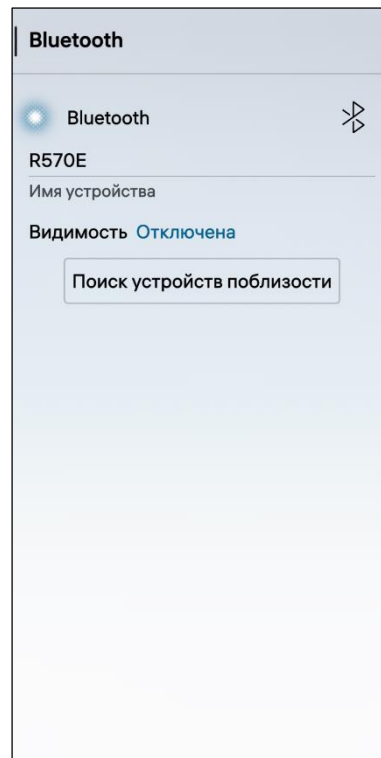 Bluetooth
Bluetooth
R570E
Имя устройства
Видимость Отключена
Поиск устройств поблизости